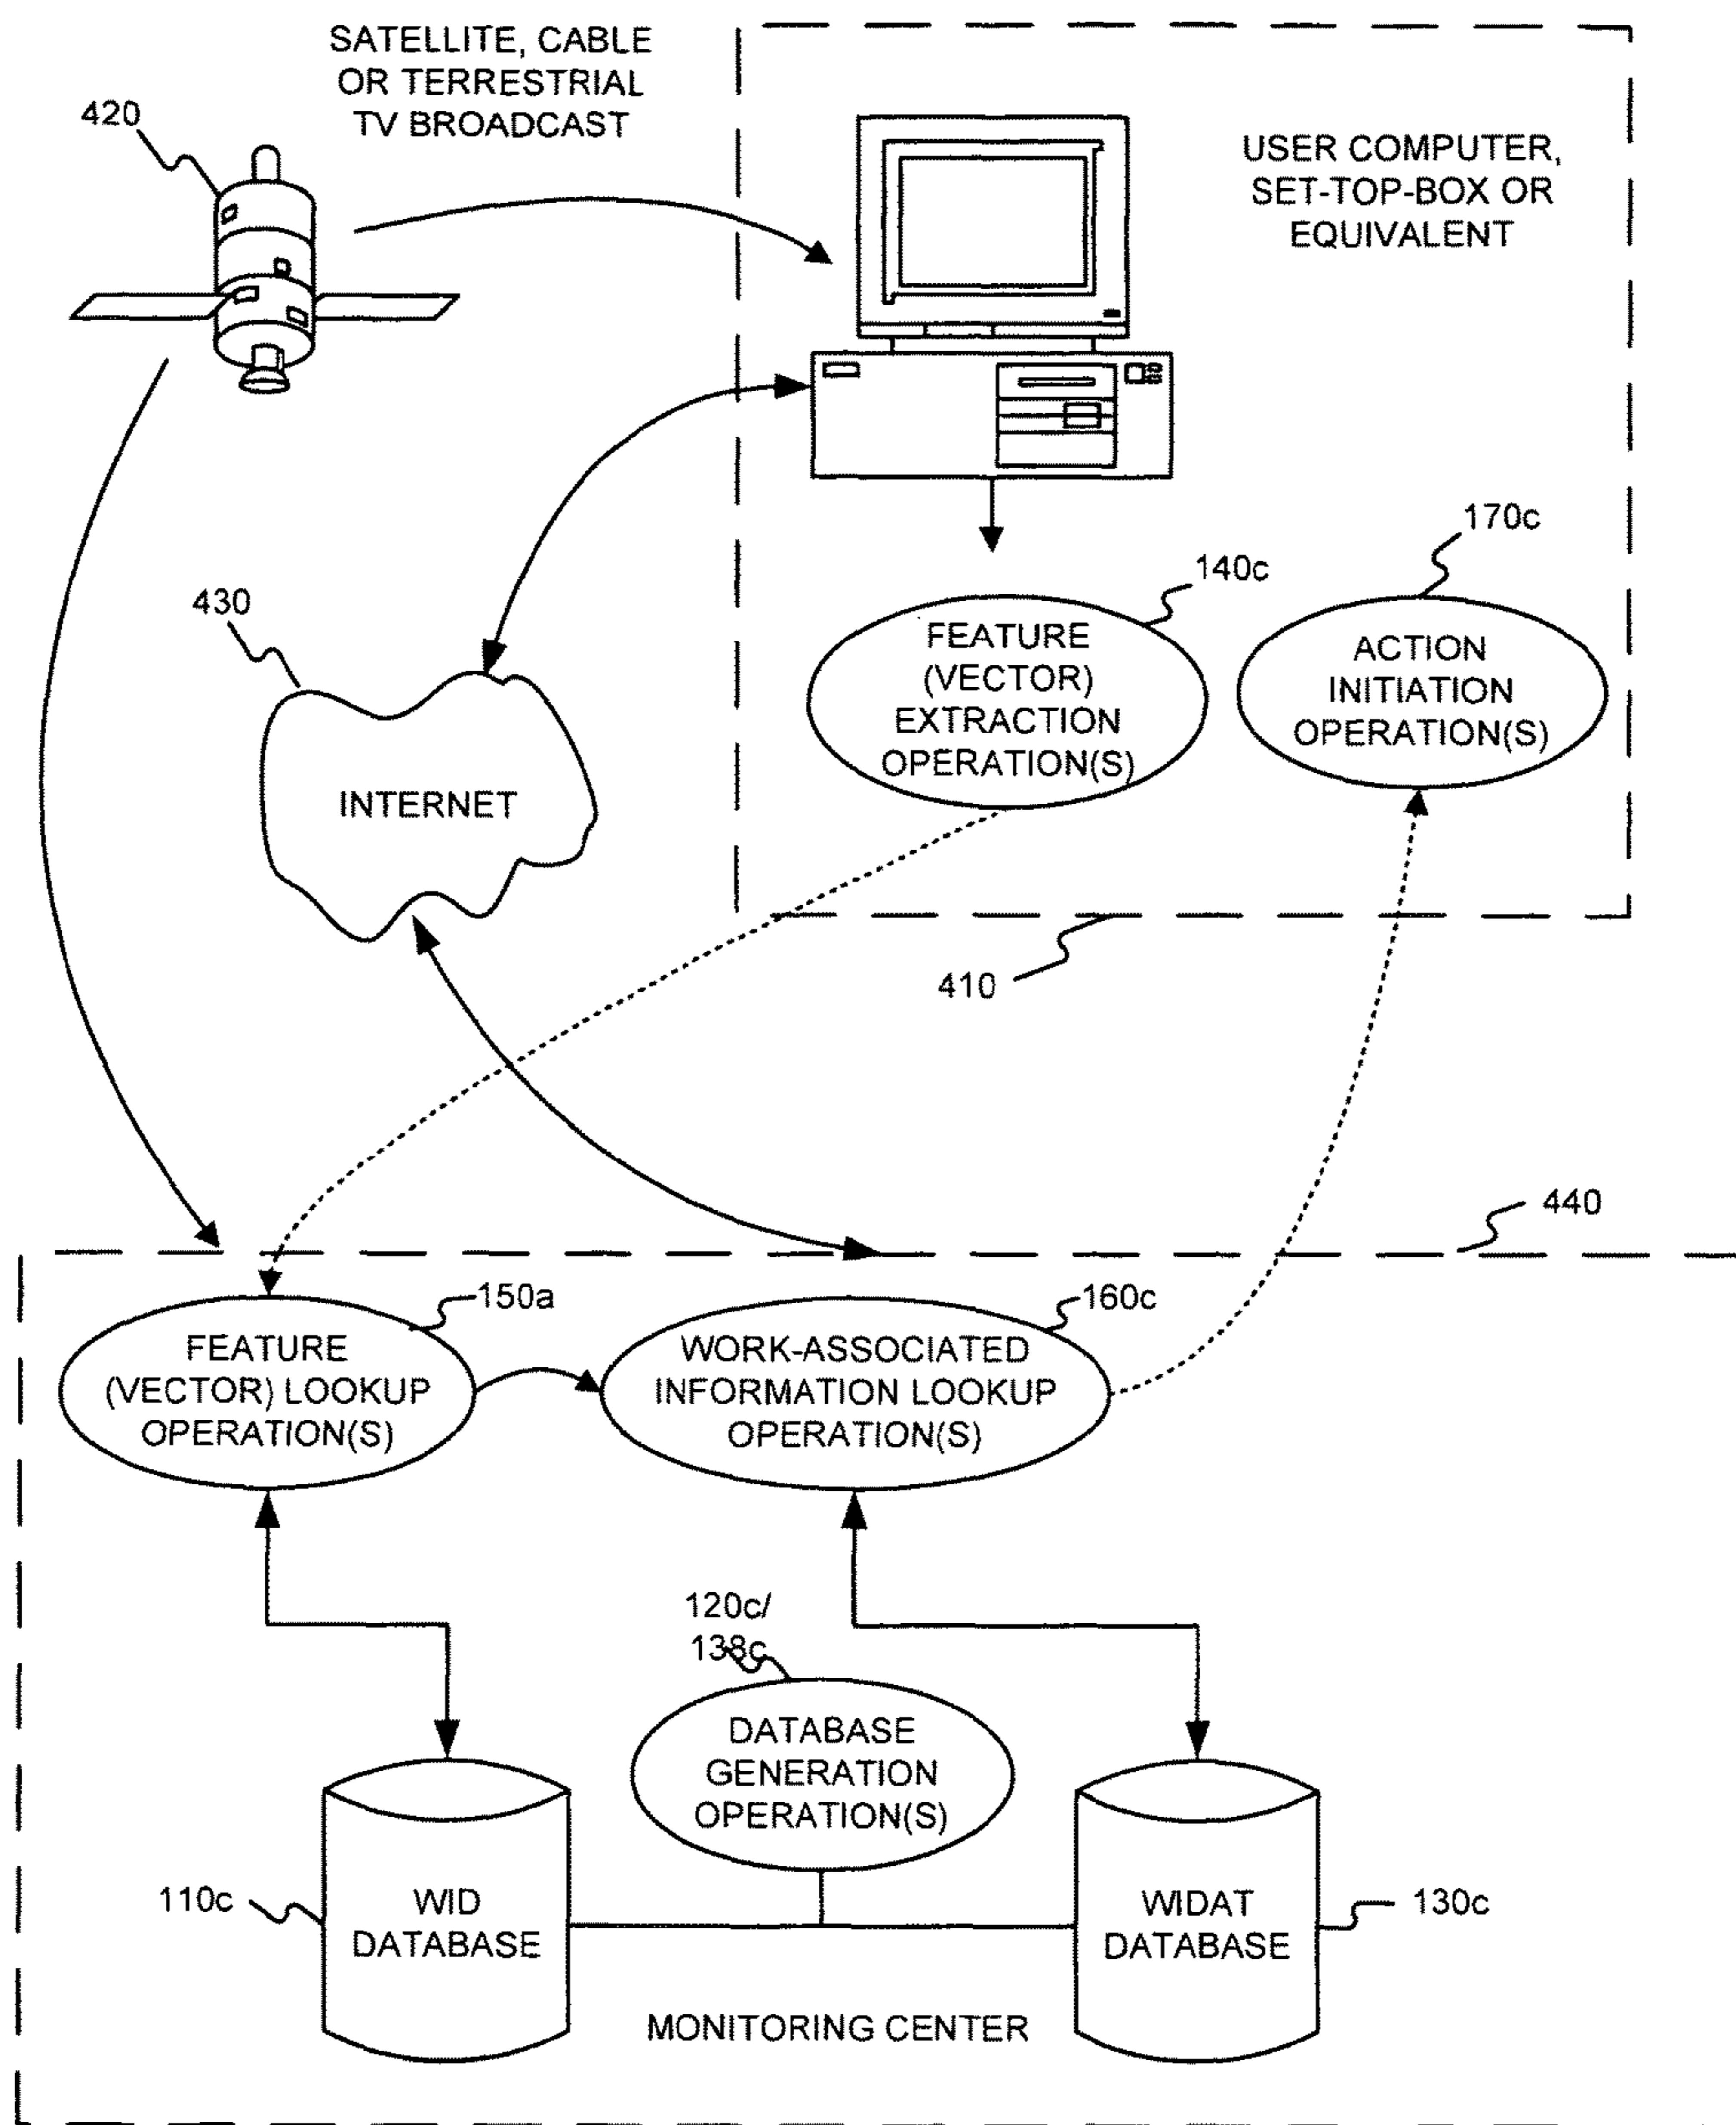 SATELLITE, CABLE
OR TERRESTRIAL
TV BROADCAST
420
USER COMPUTER,
SET-TOP-BOX OR
EQUIVALENT
170c
140c
430
FEATURE
(VECTOR)
EXTRACTION
OPERATION(S)
ACTION
INITIATION
OPERATION(S)
INTERNET
410
440
150a
160c
FEATURE
(VECTOR) LOOKUP
OPERATION(S)
WORK-ASSOCIATED
INFORMATION LOOKUP
OPERATION(S)
120c/
138c
DATABASE
GENERATION
OPERATION(S)
110c
WID
DATABASE
WIDAT
DATABASE
130c
MONITORING CENTER